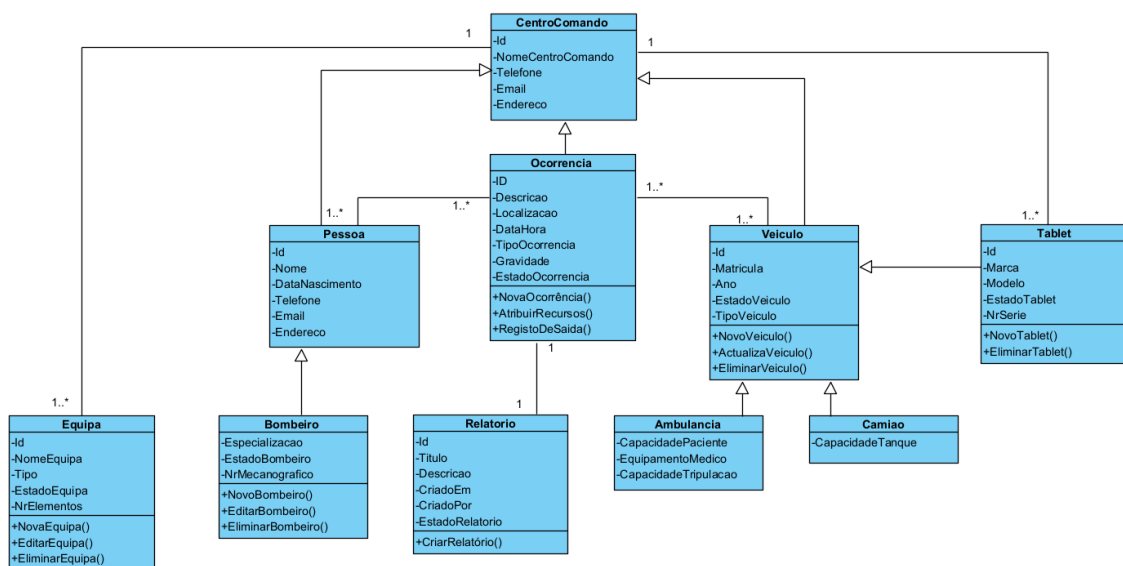 CentroComando
-Id
-NomeCentroComando
-Telefone
-Email
-Endereco
1
1
Ocorrencia
-ID
-Descricao
-Localizacao
-DataHora
-TipoOcorrencia
-Gravidade
-EstadoOcorrencia
+NovaOcorrência()
+AtribuirRecursos()
+RegistoDeSaida()
1..*
1..*
1..*
1..*
Pessoa
-Id
-Nome
-DataNascimento
-Telefone
-Email
-Endereco
Veiculo
-Id
-Matricula
-Ano
-EstadoVeiculo
-TipoVeiculo
+NovoVeiculo()
+ActualizaVeiculo()
+EliminarVeiculo()
1..*
Tablet
-Id
-Marca
-Modelo
-EstadoTablet
-NrSerie
+NovoTablet()
+EliminarTablet()
1
1
1..*
Equipa
-Id
-NomeEquipa
-Tipo
-EstadoEquipa
-NrElementos
+NovaEquipa()
+EditarEquipa()
+EliminarEquipa()
Bombeiro
-Especializacao
-EstadoBombeiro
-NrMecanografico
+NovoBombeiro()
+EditarBombeiro()
+EliminarBombeiro()
Relatorio
-Id
-Titulo
-Descricao
-CriadoEm
-CriadoPor
-EstadoRelatorio
+CriarRelatório()
Ambulancia
-CapacidadePaciente
-EquipamentoMedico
-CapacidadeTripulacao
Camiao
-CapacidadeTanque